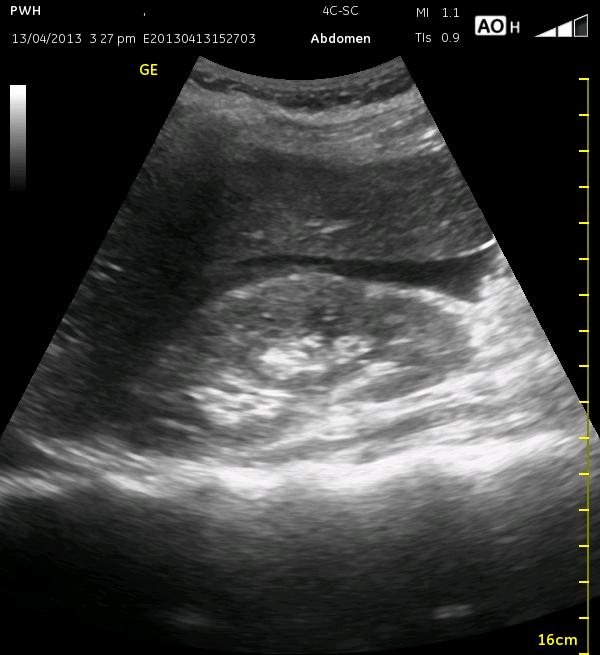 PWH 4C-SC MI 1.1 AO H
13/04/2013 3 27 pm E20130413152703 Abdomen TIs 0.9
GE
16cm